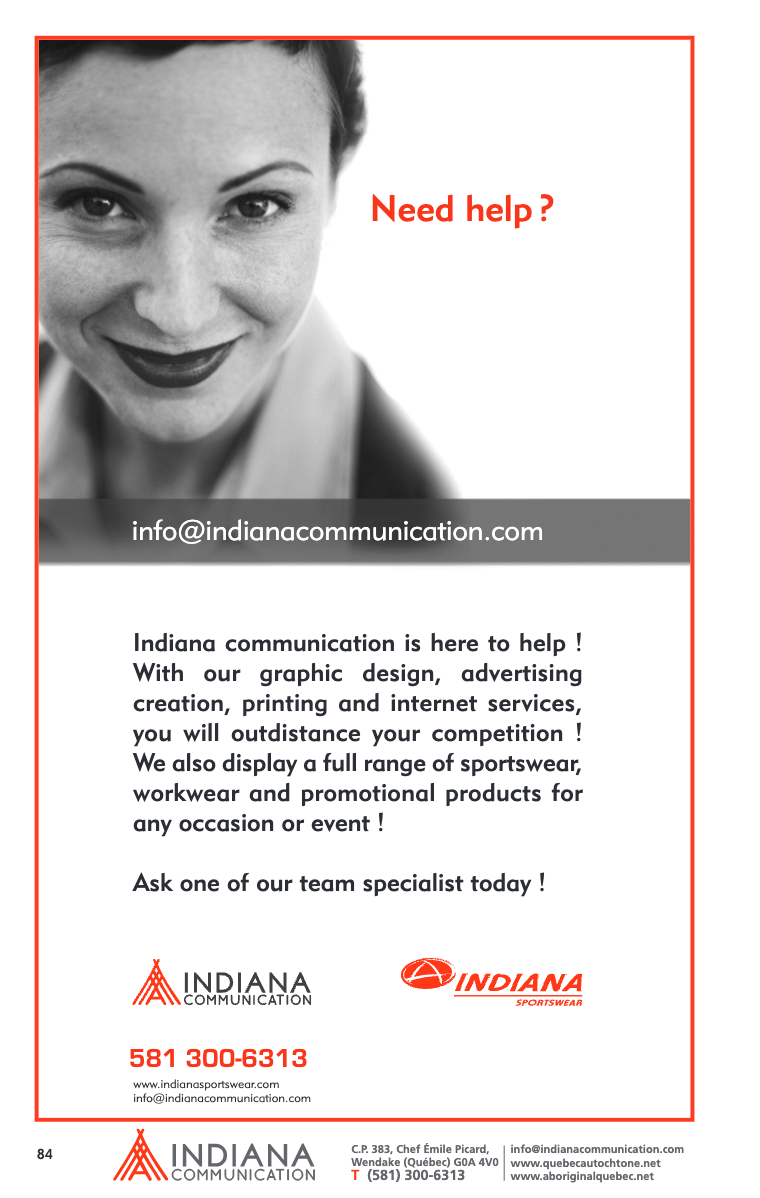 Need help ?
info@indianacommunication.com
Indiana communication is here to help !
With our graphic design, advertising
creation, printing and internet services,
you will outdistance your competition !
We also display a full range of sportswear,
workwear and promotional products for
any occasion or event !
Ask one of our team specialist today !
INDIANA
COMMUNICATION
INDIANA
SPORTSWEAR
581 300-6313
www.indianasportswear.com
info@indianacommunication.com
84
INDIANA
COMMUNICATION
C.P. 383, Chef Émile Picard,
Wendake (Québec) G0A 4V0
T (581) 300-6313
info@indianacommunication.com
www.quebecautochtone.net
www.aboriginalquebec.net